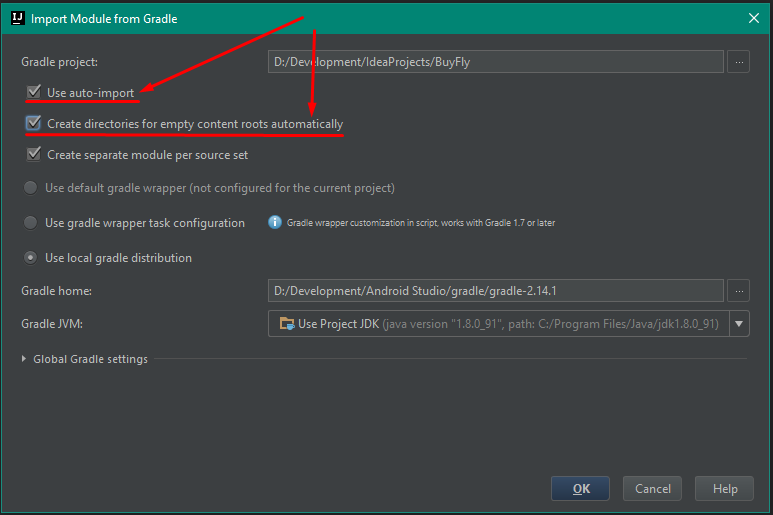 IJ Import Module from Gradle
Gradle project: D:/Development/IdeaProjects/BuyFly ...
Use auto-import
Create directories for empty content roots automatically
Create separate module per source set
Use default gradle wrapper (not configured for the current project)
Use gradle wrapper task configuration Gradle wrapper customization in script, works with Gradle 1.7 or later
Use local gradle distribution
Gradle home: D:/Development/Android Studio/gradle/gradle-2.14.1 ...
Gradle JVM: Use Project JDK (java version "1.8.0_91", path: C:/Program Files/Java/jdk1.8.0_91)
Global Gradle settings
OK Cancel Help